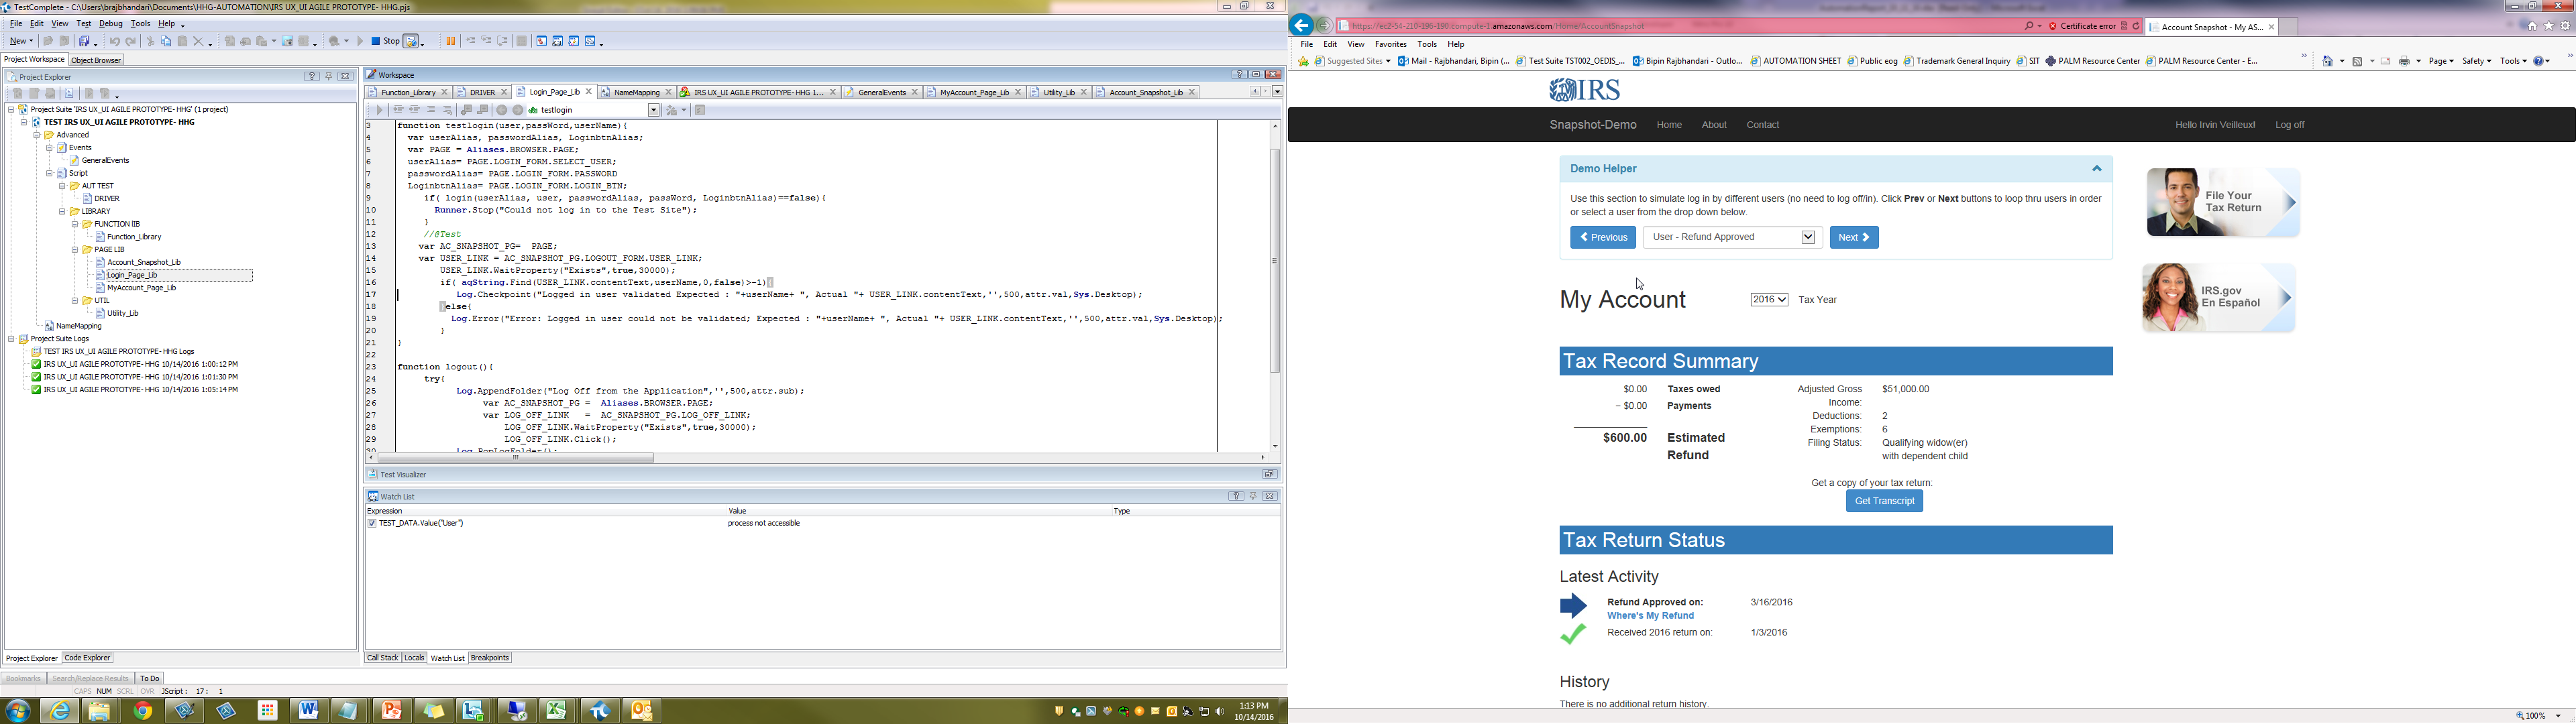 TestComplete - C:\Users\brajbhandari\Documents\HHG-AUTOMATION\IRS UX_UI AGILE PROTOTYPE- HHG.pjs
File Edit View Test Debug Tools Help
New Stop
Project Workspace Object Browser
Project Explorer
Project Suite 'IRS UX_UI AGILE PROTOTYPE- HHG' (1 project)
TEST IRS UX_UI AGILE PROTOTYPE- HHG
Advanced
Events
GeneralEvents
Script
AUT TEST
DRIVER
LIBRARY
FUNCTION lIB
Function_Library
PAGE LIB
Account_Snapshot_Lib
Login_Page_Lib
MyAccount_Page_Lib
UTIL
Utility_Lib
NameMapping
Project Suite Logs
TEST IRS UX_UI AGILE PROTOTYPE- HHG Logs
IRS UX_UI AGILE PROTOTYPE- HHG 10/14/2016 1:00:12 PM
IRS UX_UI AGILE PROTOTYPE- HHG 10/14/2016 1:01:30 PM
IRS UX_UI AGILE PROTOTYPE- HHG 10/14/2016 1:05:14 PM
Project Explorer Code Explorer
Bookmarks Search/Replace Results To Do
CAPS NUM SCRL OVR JScript : 17 : 1
Workspace
Function_Library DRIVER Login_Page_Lib NameMapping IRS UX_UI AGILE PROTOTYPE- HHG 1... GeneralEvents MyAccount_Page_Lib Utility_Lib Account_Snapshot_Lib
testlogin
3 function testlogin(user,passWord,userName){
4 var userAlias, passwordAlias, LoginbtnAlias;
5 var PAGE = Aliases.BROWSER.PAGE;
6 userAlias= PAGE.LOGIN_FORM.SELECT_USER;
7 passwordAlias= PAGE.LOGIN_FORM.PASSWORD
8 LoginbtnAlias= PAGE.LOGIN_FORM.LOGIN_BTN;
9 if( login(userAlias, user, passwordAlias, passWord, LoginbtnAlias)==false){
10 Runner.Stop("Could not log in to the Test Site");
11 }
12 //@Test
13 var AC_SNAPSHOT_PG= PAGE;
14 var USER_LINK = AC_SNAPSHOT_PG.LOGOUT_FORM.USER_LINK;
15 USER_LINK.WaitProperty("Exists",true,30000);
16 if( aqString.Find(USER_LINK.contentText,userName,0,false)>-1){
17 Log.Checkpoint("Logged in user validated Expected : "+userName+ ", Actual "+ USER_LINK.contentText,'',500,attr.val,Sys.Desktop);
18 }else{
19 Log.Error("Error: Logged in user could not be validated; Expected : "+userName+ ", Actual "+ USER_LINK.contentText,'',500,attr.val,Sys.Desktop);
20 }
21 }
22
23 function logout(){
24 try{
25 Log.AppendFolder("Log Off from the Application",'',500,attr.sub);
26 var AC_SNAPSHOT_PG = Aliases.BROWSER.PAGE;
27 var LOG_OFF_LINK = AC_SNAPSHOT_PG.LOG_OFF_LINK;
28 LOG_OFF_LINK.WaitProperty("Exists",true,30000);
29 LOG_OFF_LINK.Click();
30 Log.PopLogFolder();
Test Visualizer
Watch List
Expression Value Type
TEST_DATA.Value("User") process not accessible
Call Stack Locals Watch List Breakpoints
1:13 PM
10/14/2016
https://ec2-54-210-196-190.compute-1.amazonaws.com/Home/AccountSnapshot Certificate error Account Snapshot - My AS...
File Edit View Favorites Tools Help
Suggested Sites Mail - Rajbhandari, Bipin (... Test Suite TST002_OEDIS_... Bipin Rajbhandari - Outlo... AUTOMATION SHEET Public eog Trademark General Inquiry SIT PALM Resource Center PALM Resource Center - E... Page Safety Tools
IRS
Snapshot-Demo Home About Contact Hello Irvin Veilleux! Log off
Demo Helper
Use this section to simulate log in by different users (no need to log off/in). Click Prev or Next buttons to loop thru users in order
or select a user from the drop down below.
Previous User - Refund Approved Next
My Account 2016 Tax Year
Tax Record Summary
$0.00 Taxes owed
− $0.00 Payments
$600.00 Estimated
Refund
Adjusted Gross $51,000.00
Income:
Deductions: 2
Exemptions: 6
Filing Status: Qualifying widow(er)
with dependent child
Get a copy of your tax return:
Get Transcript
Tax Return Status
Latest Activity
Refund Approved on: 3/16/2016
Where's My Refund
Received 2016 return on: 1/3/2016
History
There is no additional return history.
File Your
Tax Return
IRS.gov
En Español
100%